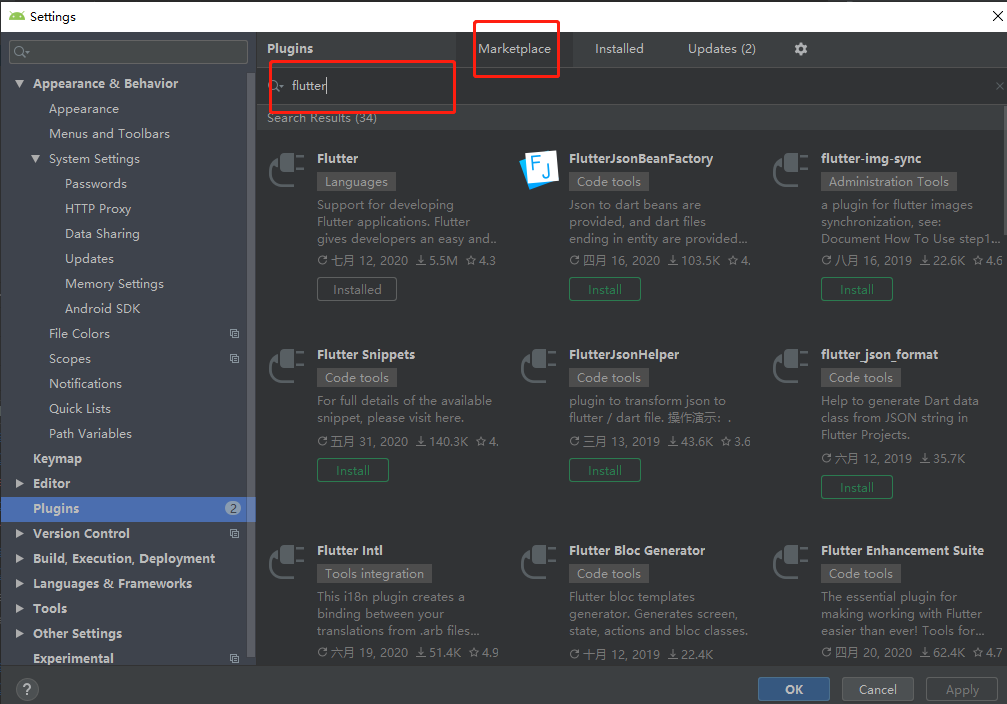 Settings
Plugins
Marketplace
Installed
Updates (2)
flutter
Search Results (34)
Appearance & Behavior
Appearance
Menus and Toolbars
System Settings
Passwords
HTTP Proxy
Data Sharing
Updates
Memory Settings
Android SDK
File Colors
Scopes
Notifications
Quick Lists
Path Variables
Keymap
Editor
Plugins 2
Version Control
Build, Execution, Deployment
Languages & Frameworks
Tools
Other Settings
Experimental
Flutter
Languages
Support for developing
Flutter applications. Flutter
gives developers an easy and..
七月 12, 2020 5.5M 4.3
Installed
FlutterJsonBeanFactory
Code tools
Json to dart beans are
provided, and dart files
ending in entity are provided...
四月 16, 2020 103.5K 4.
Install
flutter-img-sync
Administration Tools
a plugin for flutter images
synchronization, see:
Document How To Use step1...
八月 16, 2019 22.6K 4.6
Install
Flutter Snippets
Code tools
For full details of the available
snippet, please visit here.
五月 31, 2020 140.3K 4.
Install
FlutterJsonHelper
Code tools
plugin to transform json to
flutter / dart file. 操作演示: .
三月 13, 2019 43.6K 3.6
Install
flutter_json_format
Code tools
Help to generate Dart data
class from JSON string in
Flutter Projects.
六月 12, 2019 35.7K
Install
Flutter Intl
Tools integration
This i18n plugin creates a
binding between your
translations from .arb files...
六月 19, 2020 51.4K 4.9
Flutter Bloc Generator
Code tools
Flutter bloc templates
generator. Generates screen,
state, actions and bloc classes.
十月 12, 2019 22.4K
Flutter Enhancement Suite
Code tools
The essential plugin for
making working with Flutter
easier than ever! Tools for...
四月 20, 2020 62.4K 4.7
?
OK
Cancel
Apply